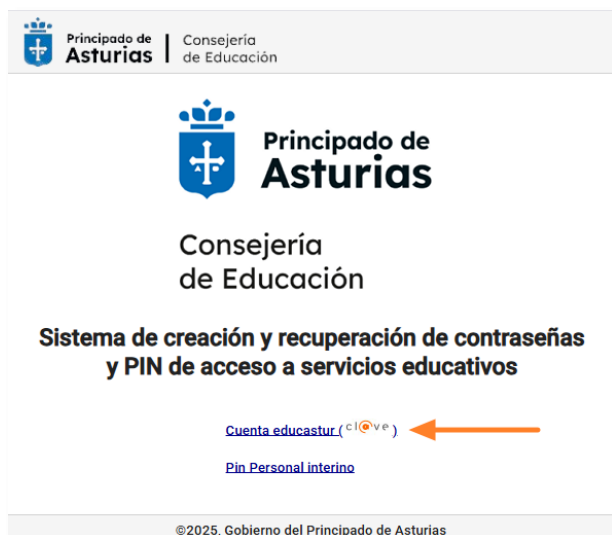 Principado de
Asturias
Consejería
de Educación
Principado de
Asturias
Consejería
de Educación
Sistema de creación y recuperación de contraseñas
y PIN de acceso a servicios educativos
Cuenta educastur (cl@ve)
Pin Personal interino
©2025. Gobierno del Principado de Asturias